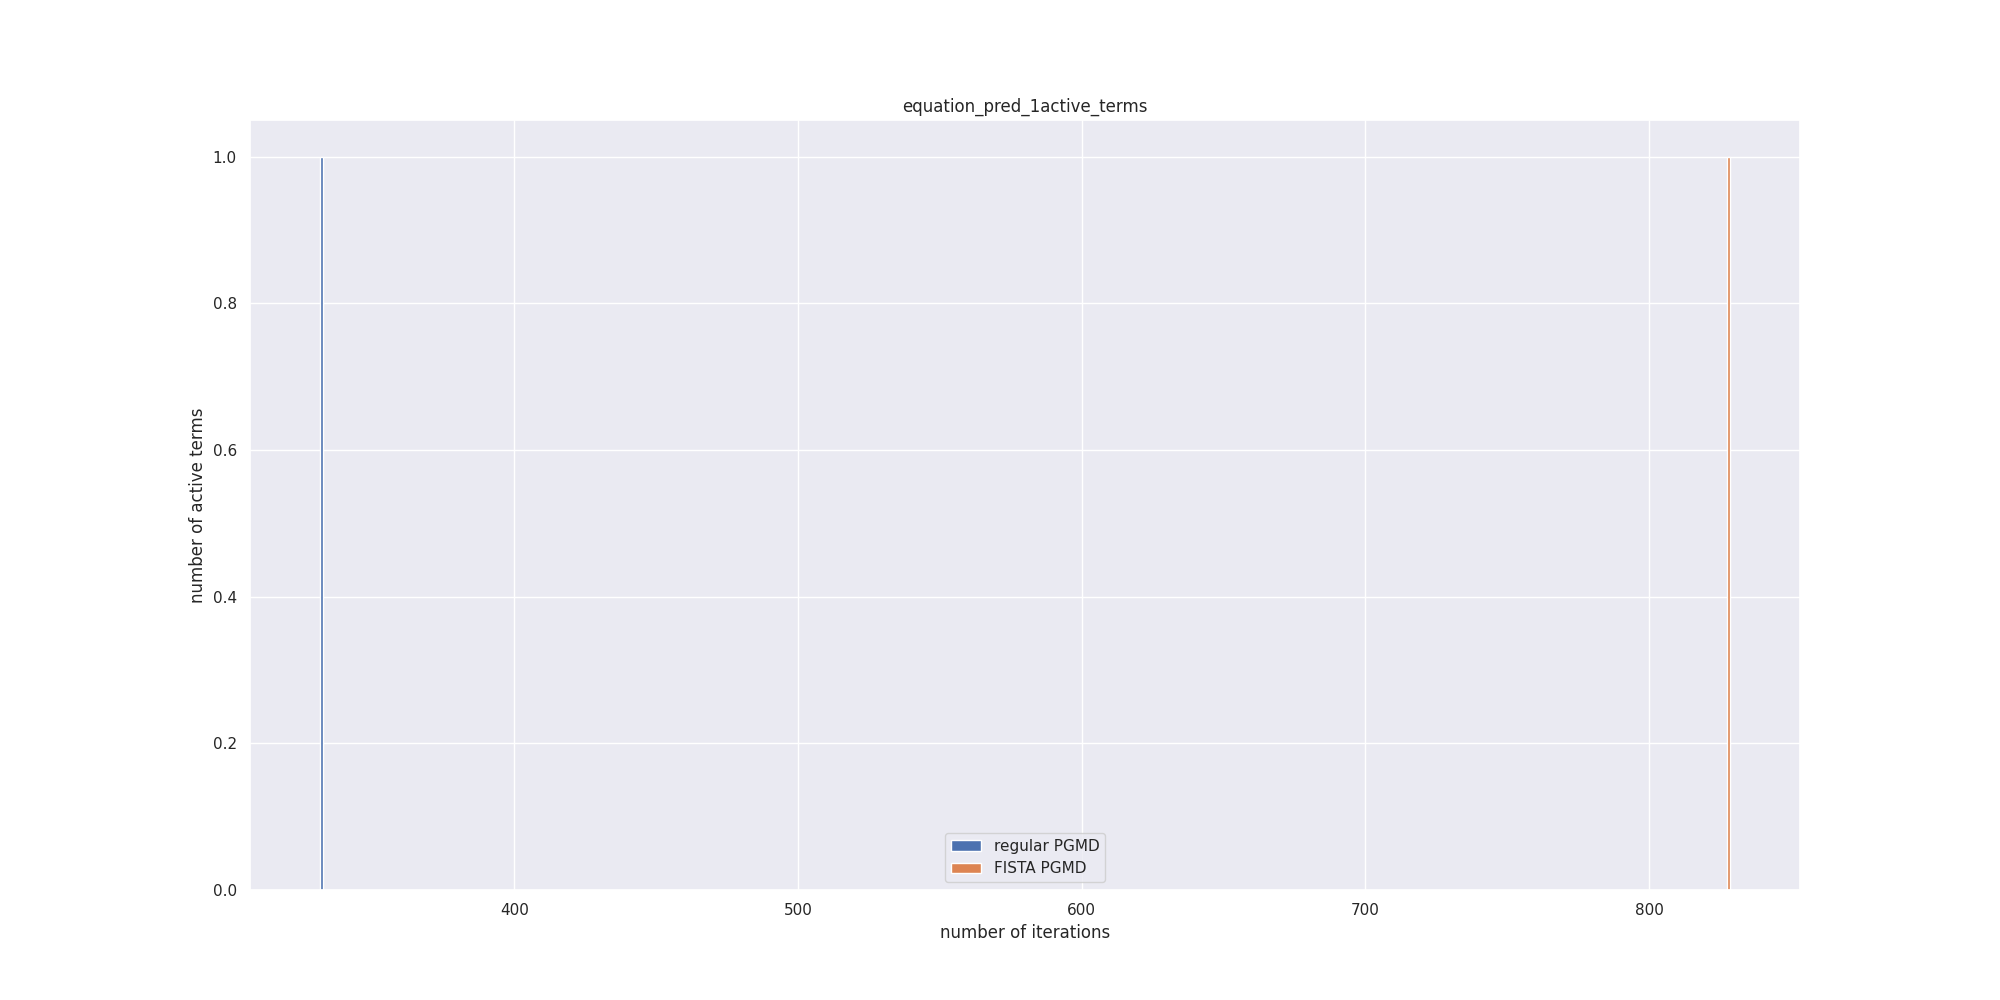 equation_pred_1active_terms
1.0
0.8
0.6
0.4
0.2
0.0
number of active terms
regular PGMD
FISTA PGMD
400 500 600 700 800
number of iterations